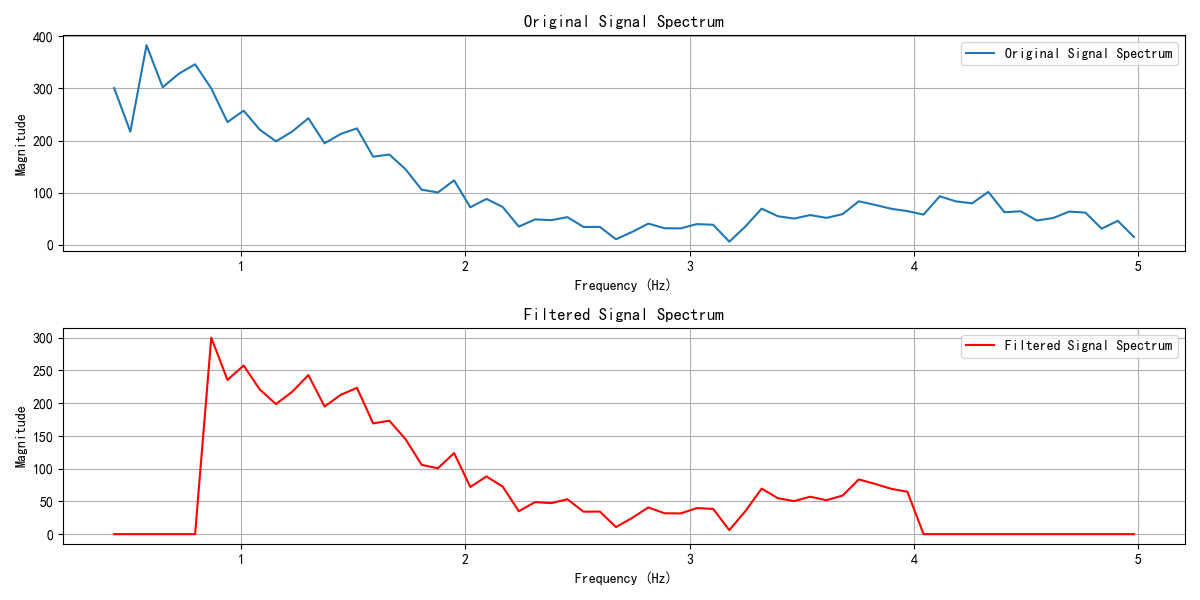 Original Signal Spectrum
400
300
200
100
0
Magnitude
Original Signal Spectrum
1
2
3
4
5
Frequency (Hz)
Filtered Signal Spectrum
300
250
200
150
100
50
0
Magnitude
Filtered Signal Spectrum
1
2
3
4
5
Frequency (Hz)